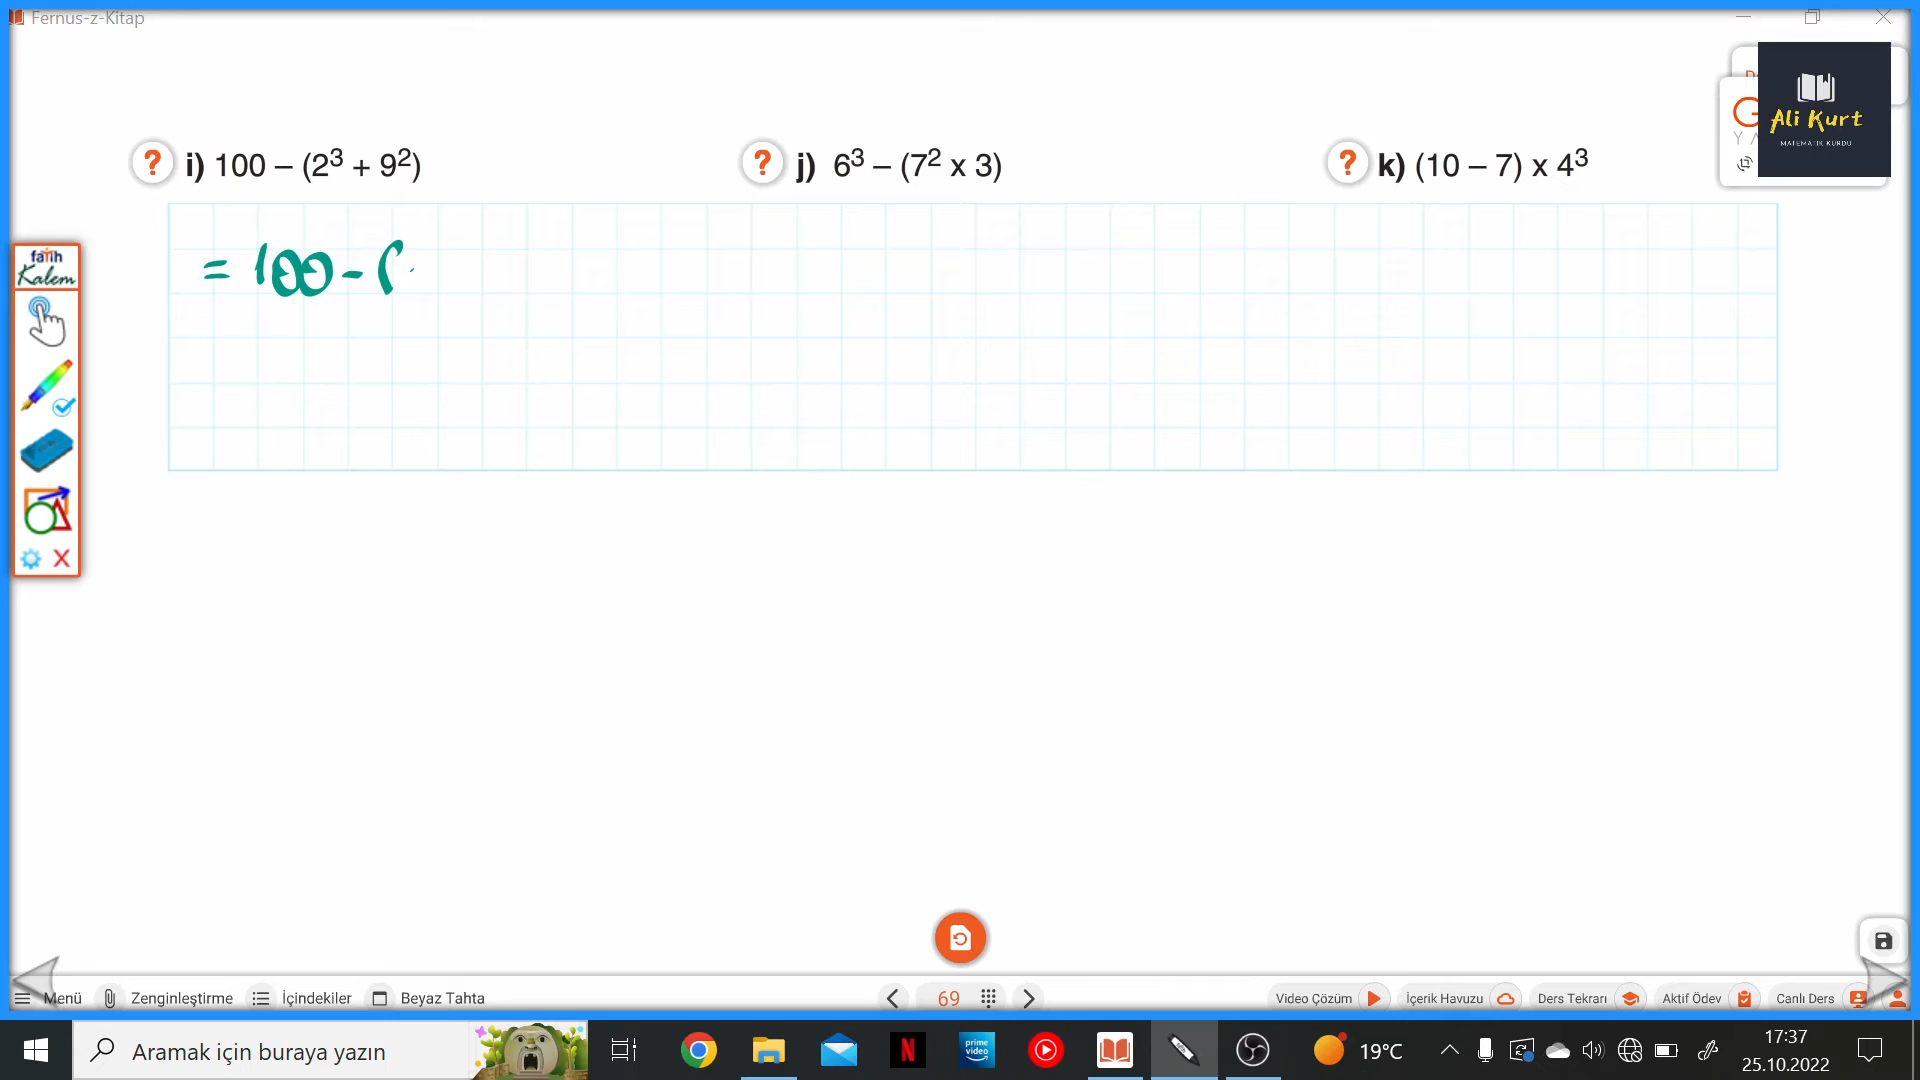 Fernus-z-Kitap
Ali Kurt
MATEMATİK KURDU
i) 100 – (2³ + 9²)
j) 6³ – (7² x 3)
k) (10 – 7) x 4³
= 100 - (
fatih
Kalem
Menü
Zenginleştirme
İçindekiler
Beyaz Tahta
69
Video Çözüm
İçerik Havuzu
Ders Tekrarı
Aktif Ödev
Canlı Ders
Aramak için buraya yazın
prime video
19°C
17:37
25.10.2022